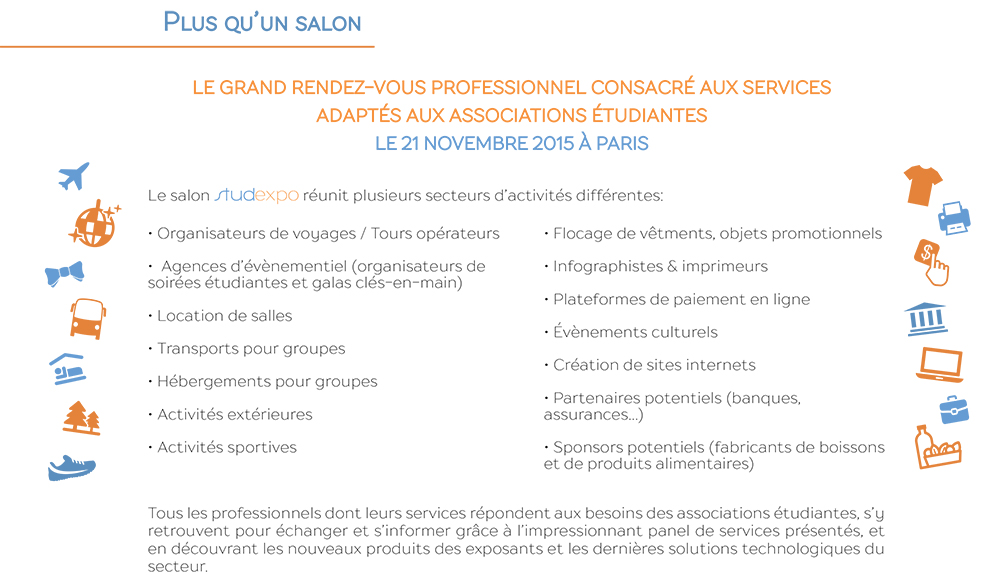 Plus qu'un salon
LE GRAND RENDEZ-VOUS PROFESSIONNEL CONSACRÉ AUX SERVICES
ADAPTÉS AUX ASSOCIATIONS ÉTUDIANTES
LE 21 NOVEMBRE 2015 À PARIS
Le salon studexpo réunit plusieurs secteurs d'activités différentes:
• Organisateurs de voyages / Tours opérateurs
• Agences d'évènementiel (organisateurs de
soirées étudiantes et galas clés-en-main)
• Location de salles
• Transports pour groupes
• Hébergements pour groupes
• Activités extérieures
• Activités sportives
• Flocage de vêtments, objets promotionnels
• Infographistes & imprimeurs
• Plateformes de paiement en ligne
• Évènements culturels
• Création de sites internets
• Partenaires potentiels (banques,
assurances...)
• Sponsors potentiels (fabricants de boissons
et de produits alimentaires)
$
Tous les professionnels dont leurs services répondent aux besoins des associations étudiantes, s'y
retrouvent pour échanger et s'informer grâce à l'impressionnant panel de services présentés, et
en découvrant les nouveaux produits des exposants et les dernières solutions technologiques du
secteur.